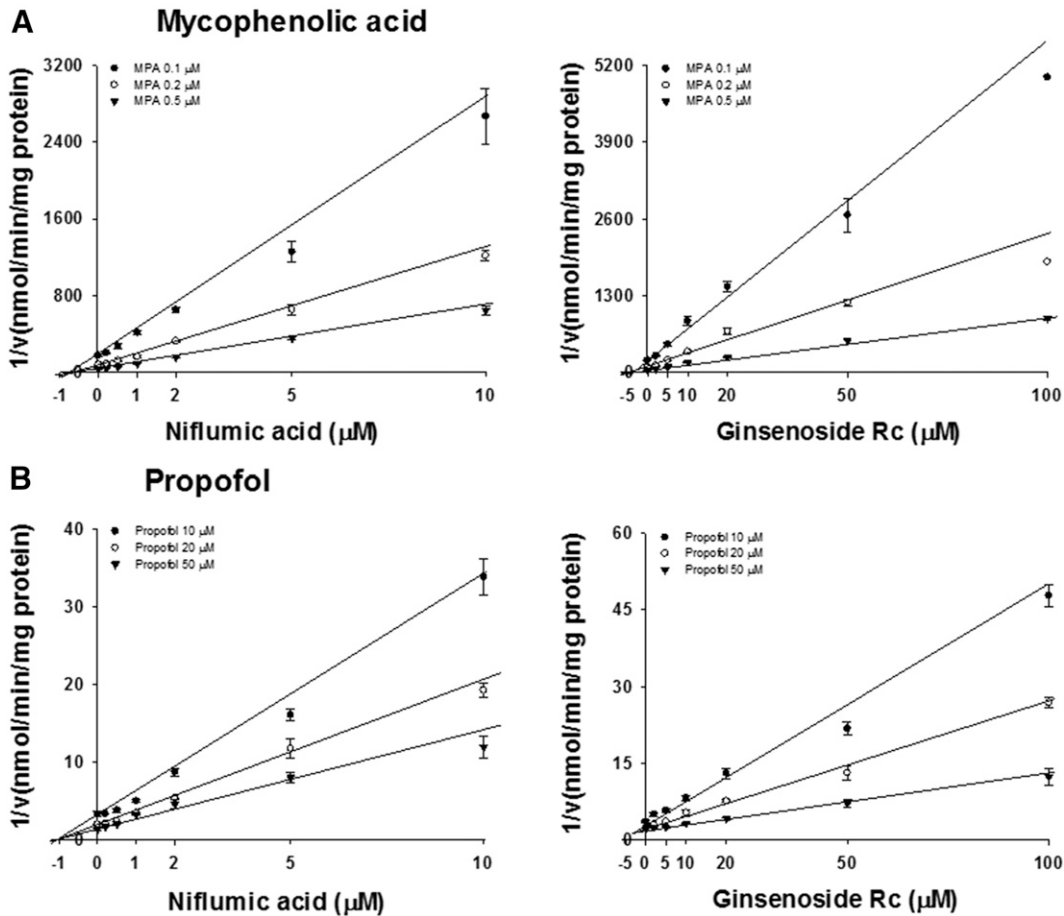 A
Mycophenolic acid
1/v(nmol/min/mg protein)
3200
2400
1600
800
0
MPA 0.1 μM
MPA 0.2 μM
MPA 0.5 μM
-1 0 1 2 5 10
Niflumic acid (μM)
1/v(nmol/min/mg protein)
5200
3900
2600
1300
0
MPA 0.1 μM
MPA 0.2 μM
MPA 0.5 μM
-5 0 5 10 20 50 100
Ginsenoside Rc (μM)
B
Propofol
1/v(nmol/min/mg protein)
40
30
20
10
0
Propofol 10 μM
Propofol 20 μM
Propofol 50 μM
-1 0 1 2 5 10
Niflumic acid (μM)
1/v(nmol/min/mg protein)
60
45
30
15
0
Propofol 10 μM
Propofol 20 μM
Propofol 50 μM
-5 0 5 10 20 50 100
Ginsenoside Rc (μM)